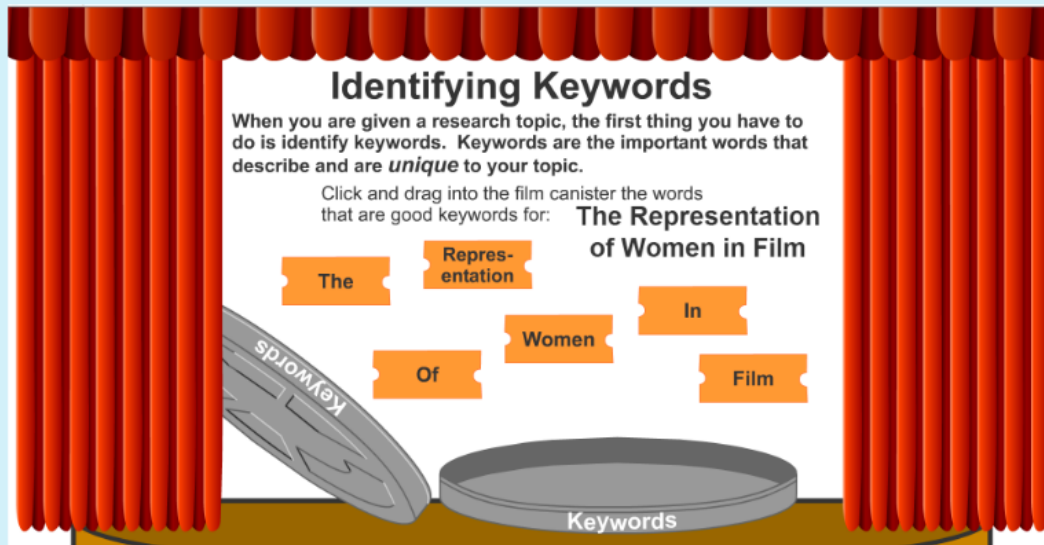 Identifying Keywords
When you are given a research topic, the first thing you have to
do is identify keywords.  Keywords are the important words that
describe and are unique to your topic.
Click and drag into the film canister the words
that are good keywords for:
The Representation
of Women in Film
The
Repres-
entation
In
Women
Of
Film
Keywords
Keywords